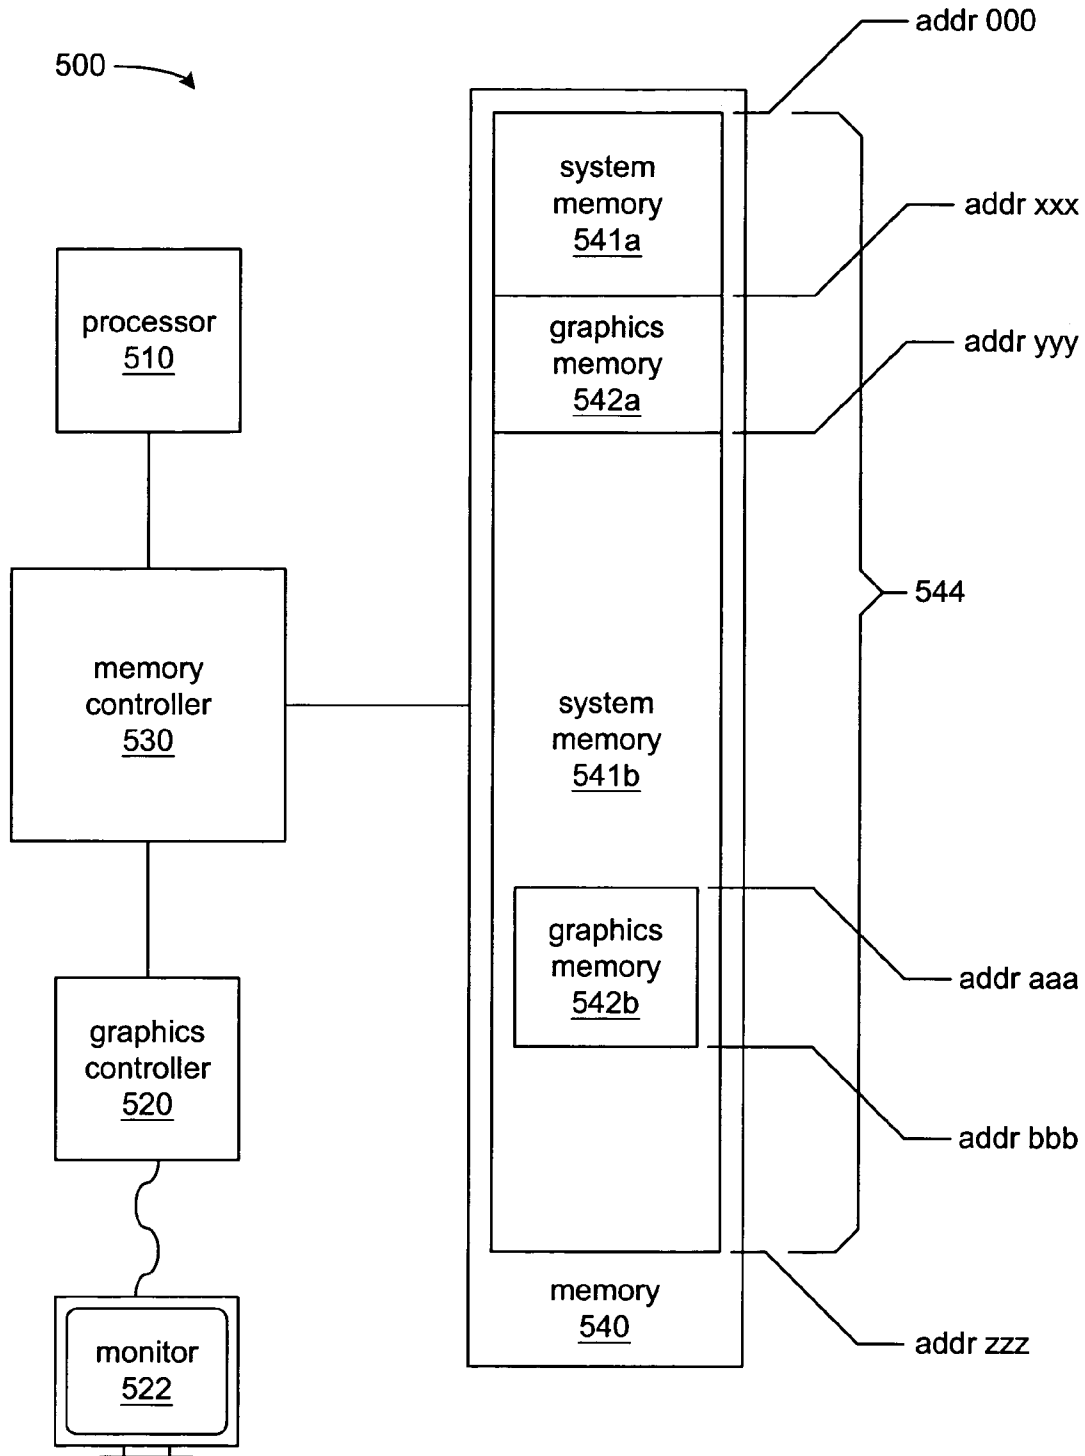 500
addr 000
system
memory
541a
addr xxx
graphics
memory
542a
addr yyy
processor
510
544
memory
controller
530
system
memory
541b
graphics
memory
542b
addr aaa
graphics
controller
520
addr bbb
memory
540
addr zzz
monitor
522